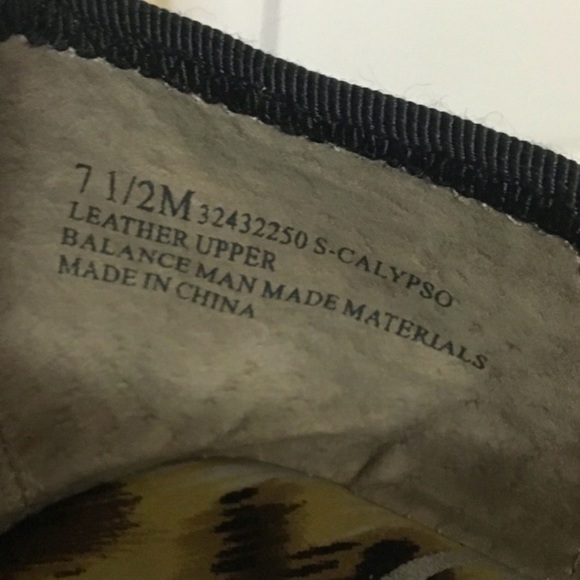 7 1/2M 32432250 S-CALYPSO
LEATHER UPPER
BALANCE MAN MADE MATERIALS
MADE IN CHINA